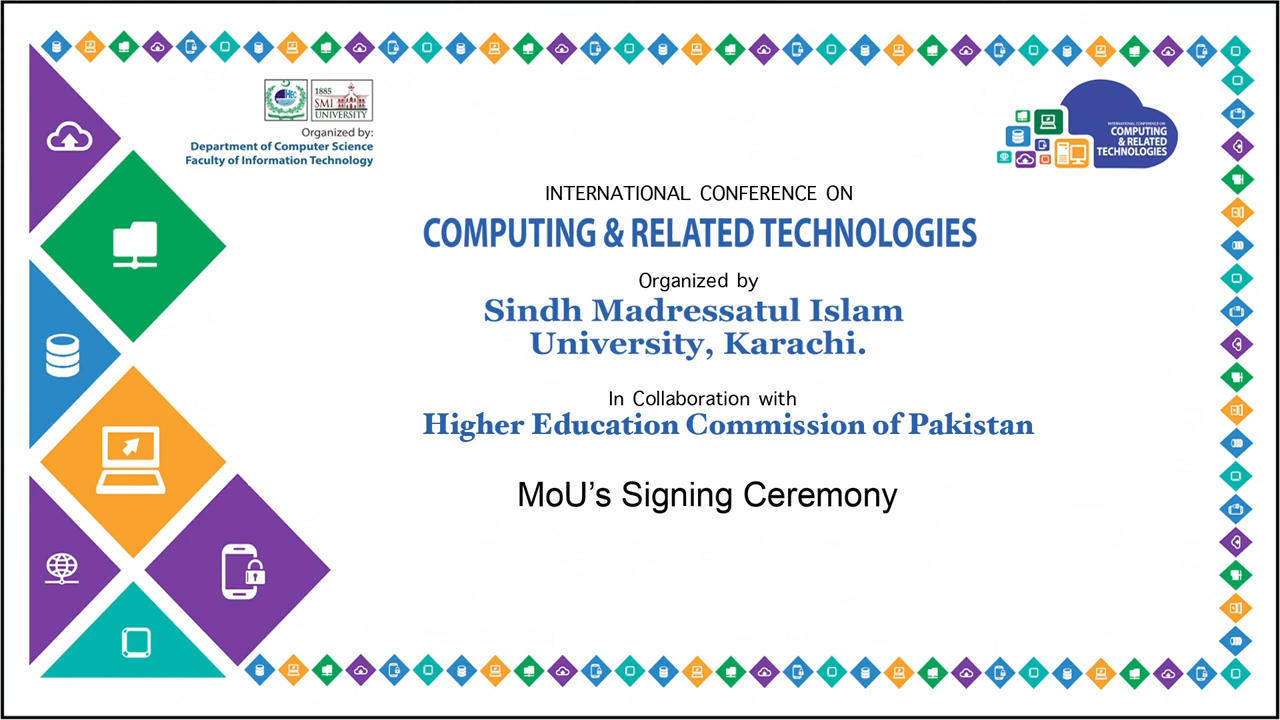 HEC
1885
SMI
UNIVERSITY
Organized by:
Department of Computer Science
Faculty of Information Technology
INTERNATIONAL CONFERENCE ON
COMPUTING
& RELATED
TECHNOLOGIES
INTERNATIONAL CONFERENCE ON
COMPUTING & RELATED TECHNOLOGIES
Organized by
Sindh Madressatul Islam
University, Karachi.
In Collaboration with
Higher Education Commission of Pakistan
MoU's Signing Ceremony